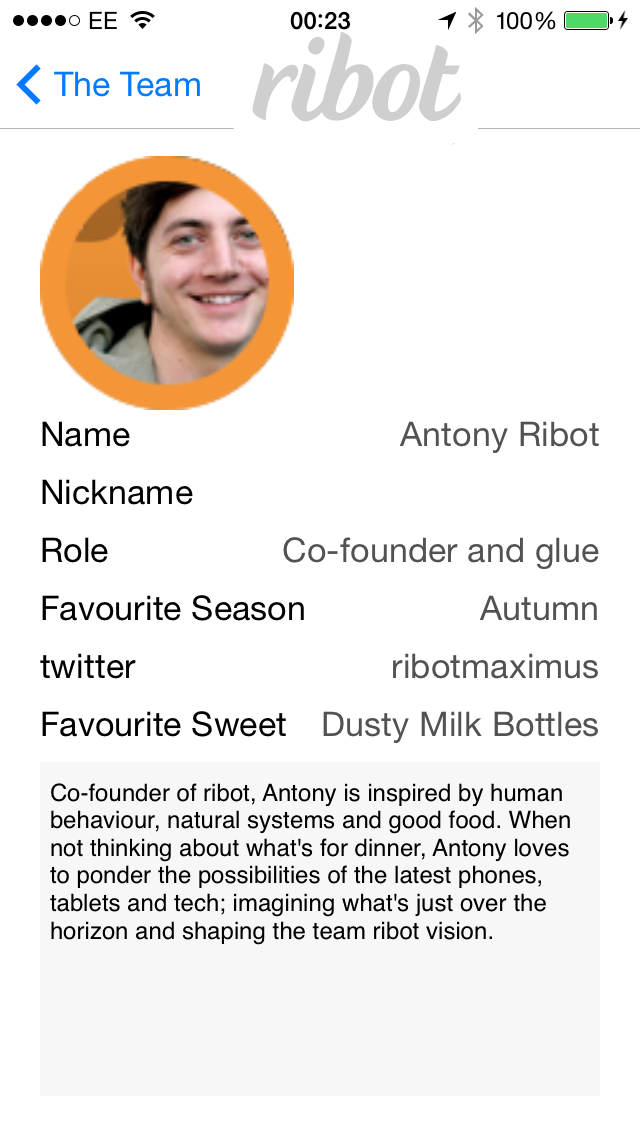 EE 00:23 100%
The Team ribot
Name Antony Ribot
Nickname
Role Co-founder and glue
Favourite Season Autumn
twitter ribotmaximus
Favourite Sweet Dusty Milk Bottles
Co-founder of ribot, Antony is inspired by human
behaviour, natural systems and good food. When
not thinking about what's for dinner, Antony loves
to ponder the possibilities of the latest phones,
tablets and tech; imagining what's just over the
horizon and shaping the team ribot vision.